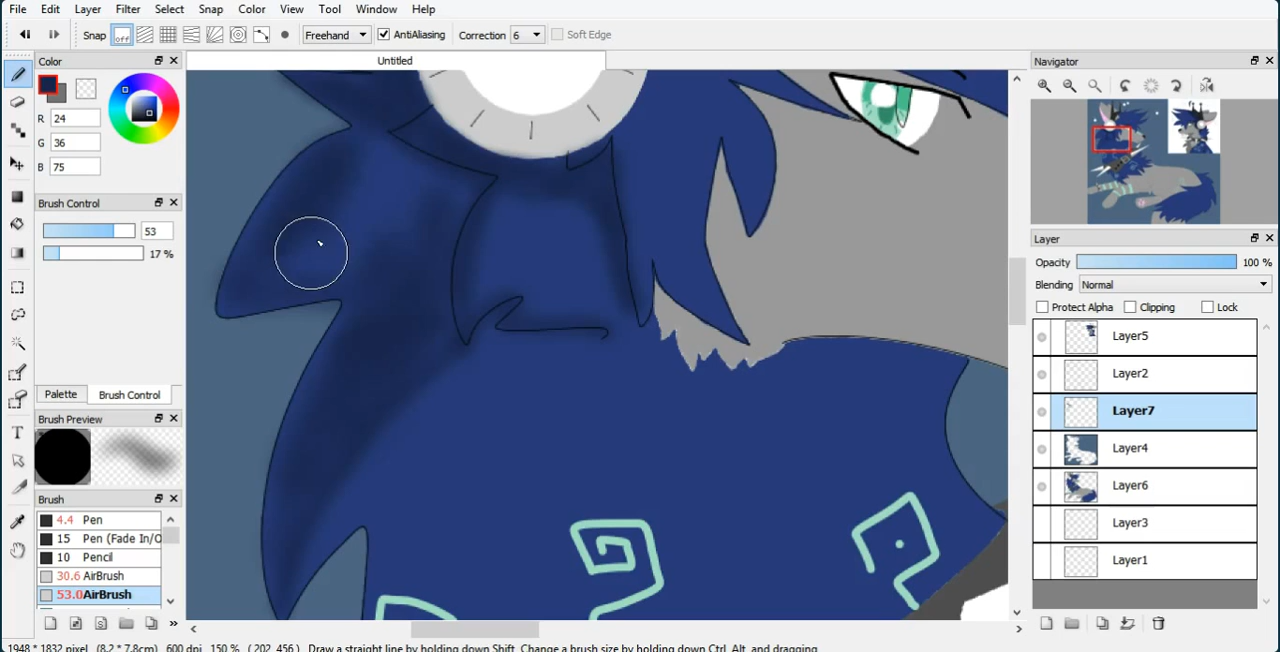 File Edit Layer Filter Select Snap Color View Tool Window Help
Snap off Freehand AntiAliasing Correction 6 Soft Edge
Color
Untitled
Navigator
R 24
G 36
B 75
Brush Control
53
17 %
Layer
Opacity 100 %
Blending Normal
Protect Alpha Clipping Lock
Layer5
Layer2
Layer7
Layer4
Layer6
Layer3
Layer1
Palette Brush Control
Brush Preview
Brush
4.4 Pen
15 Pen (Fade In/O
10 Pencil
30.6 AirBrush
53.0 AirBrush
T
1948 * 1832 pixel (8.2 * 7.8cm) 600 dpi 150 % ( 202, 456 ) Draw a straight line by holding down Shift, Change a brush size by holding down Ctrl, Alt, and dragging